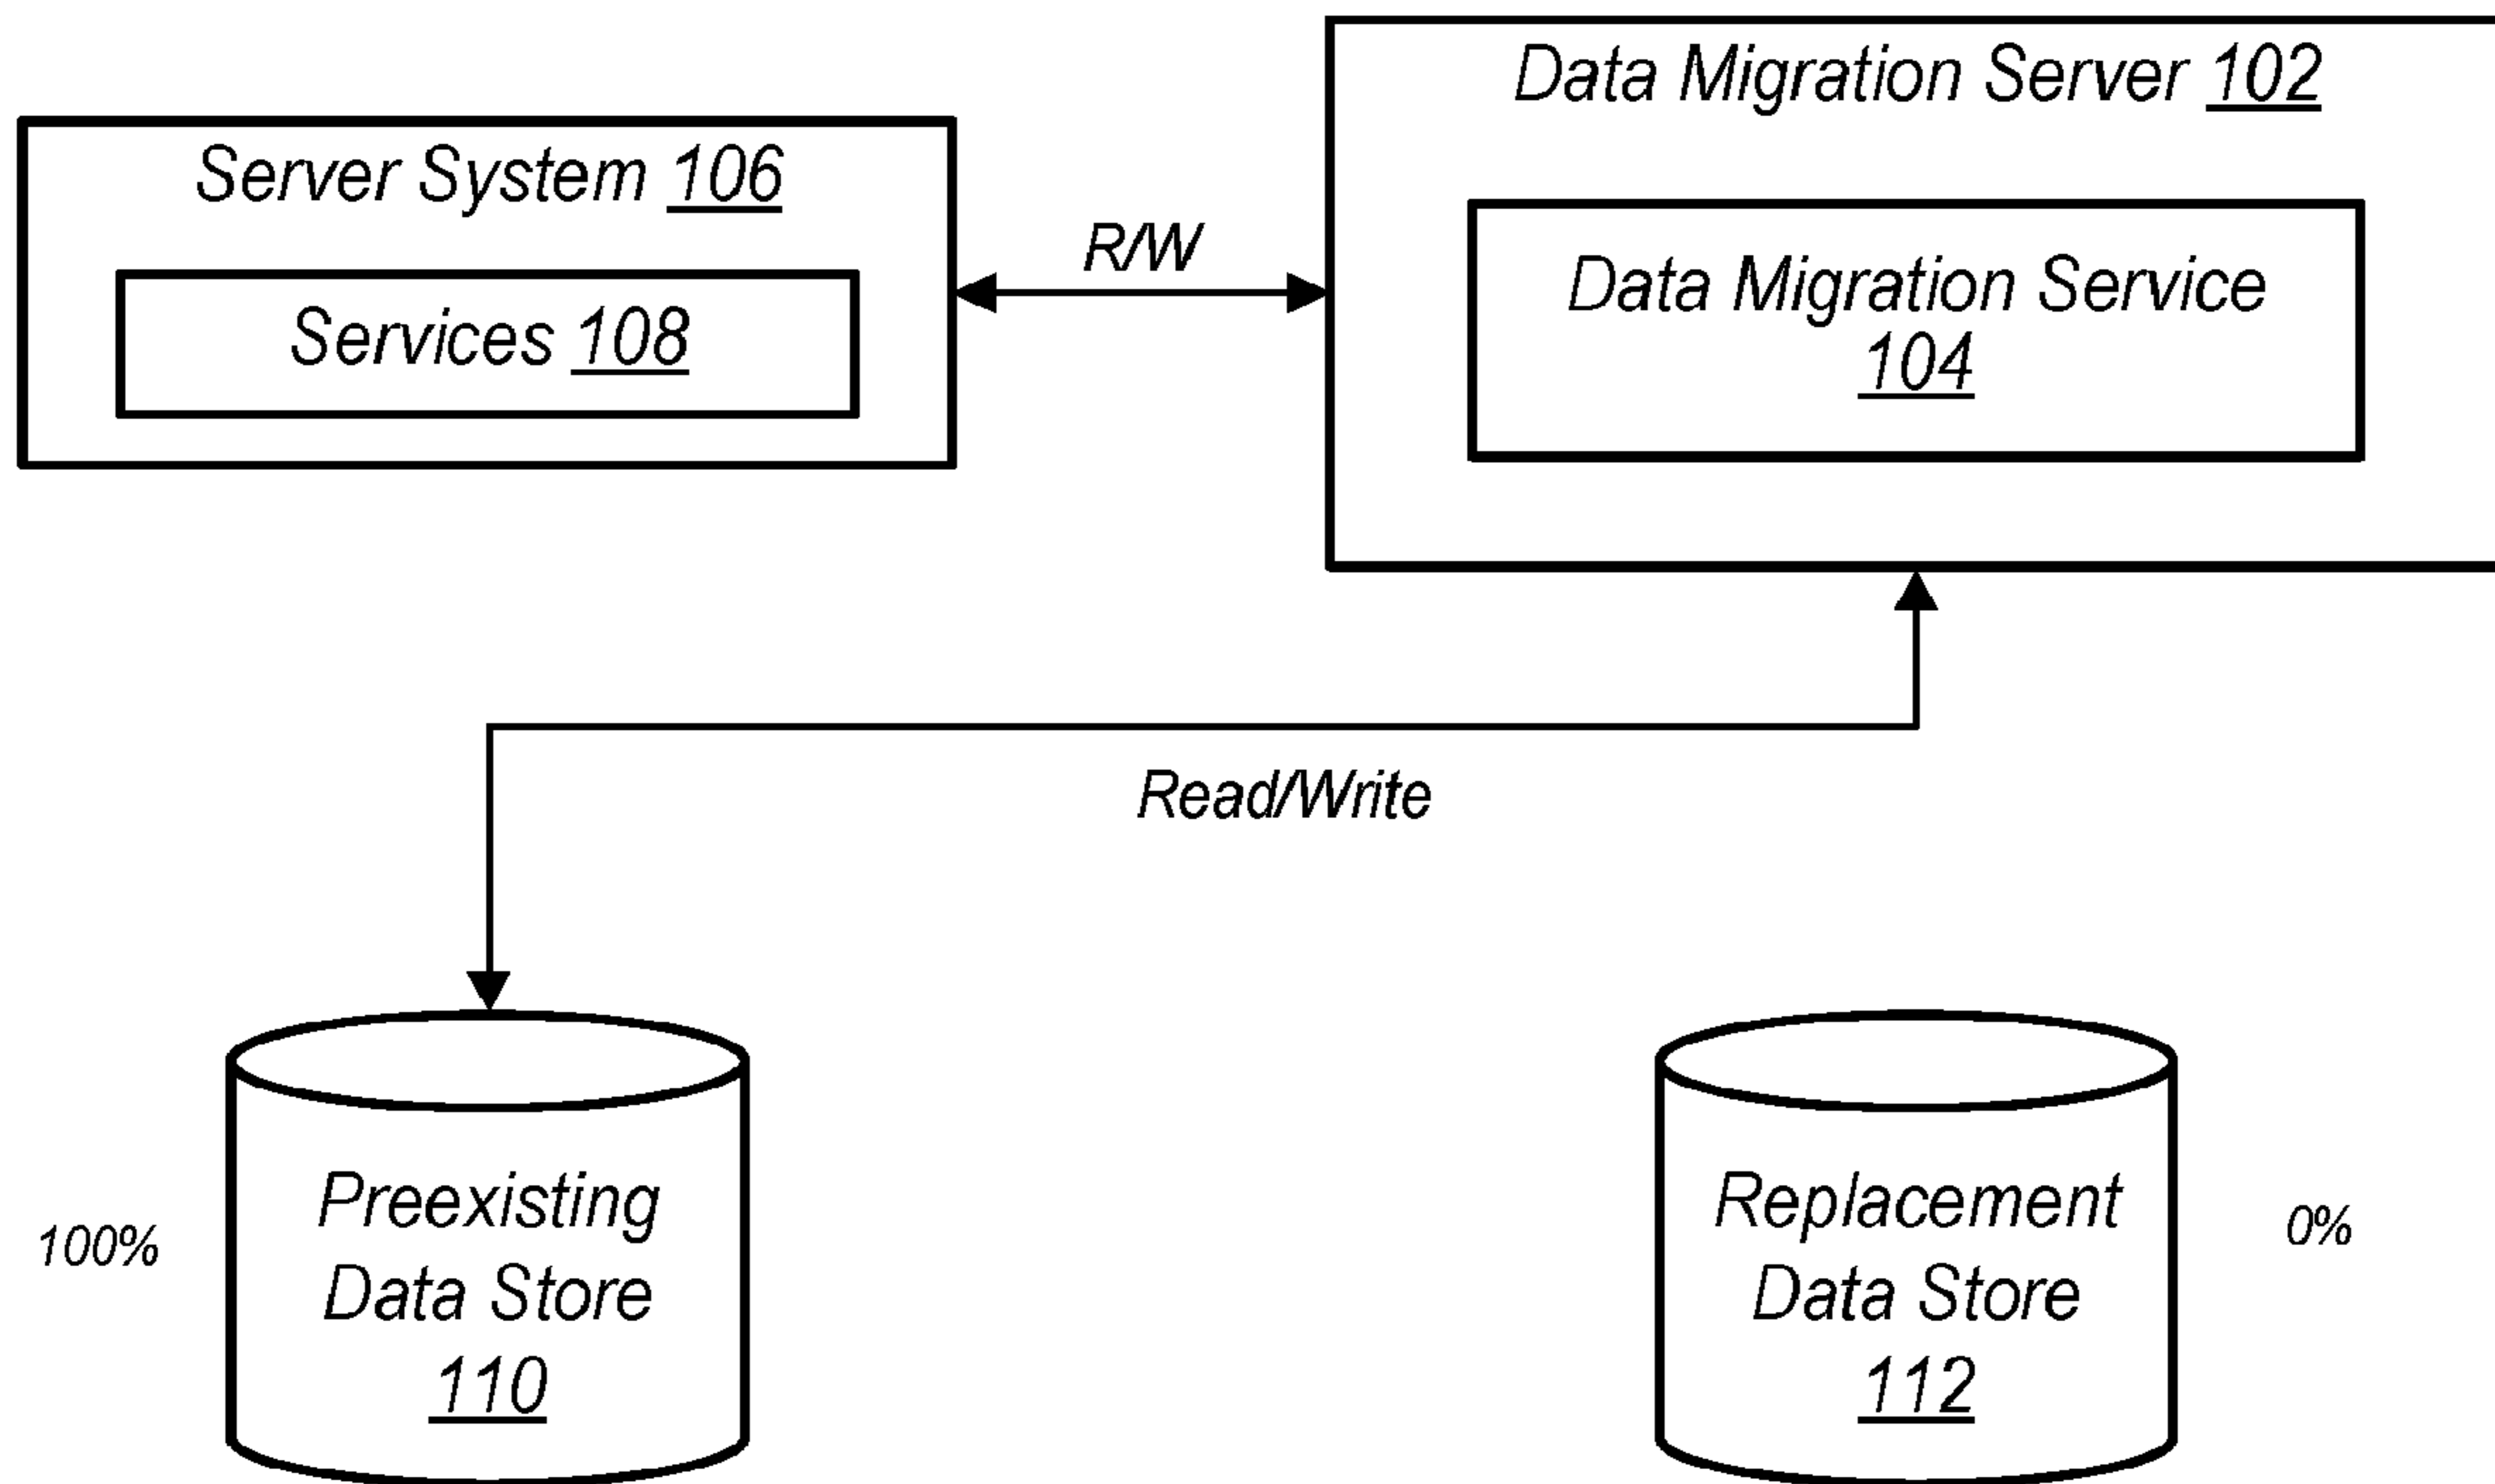 Data Migration Server 102
Server System 106
R/W
Data Migration Service
104
Services 108
Read/Write
Preexisting
Data Store
110
100%
Replacement
Data Store
112
0%